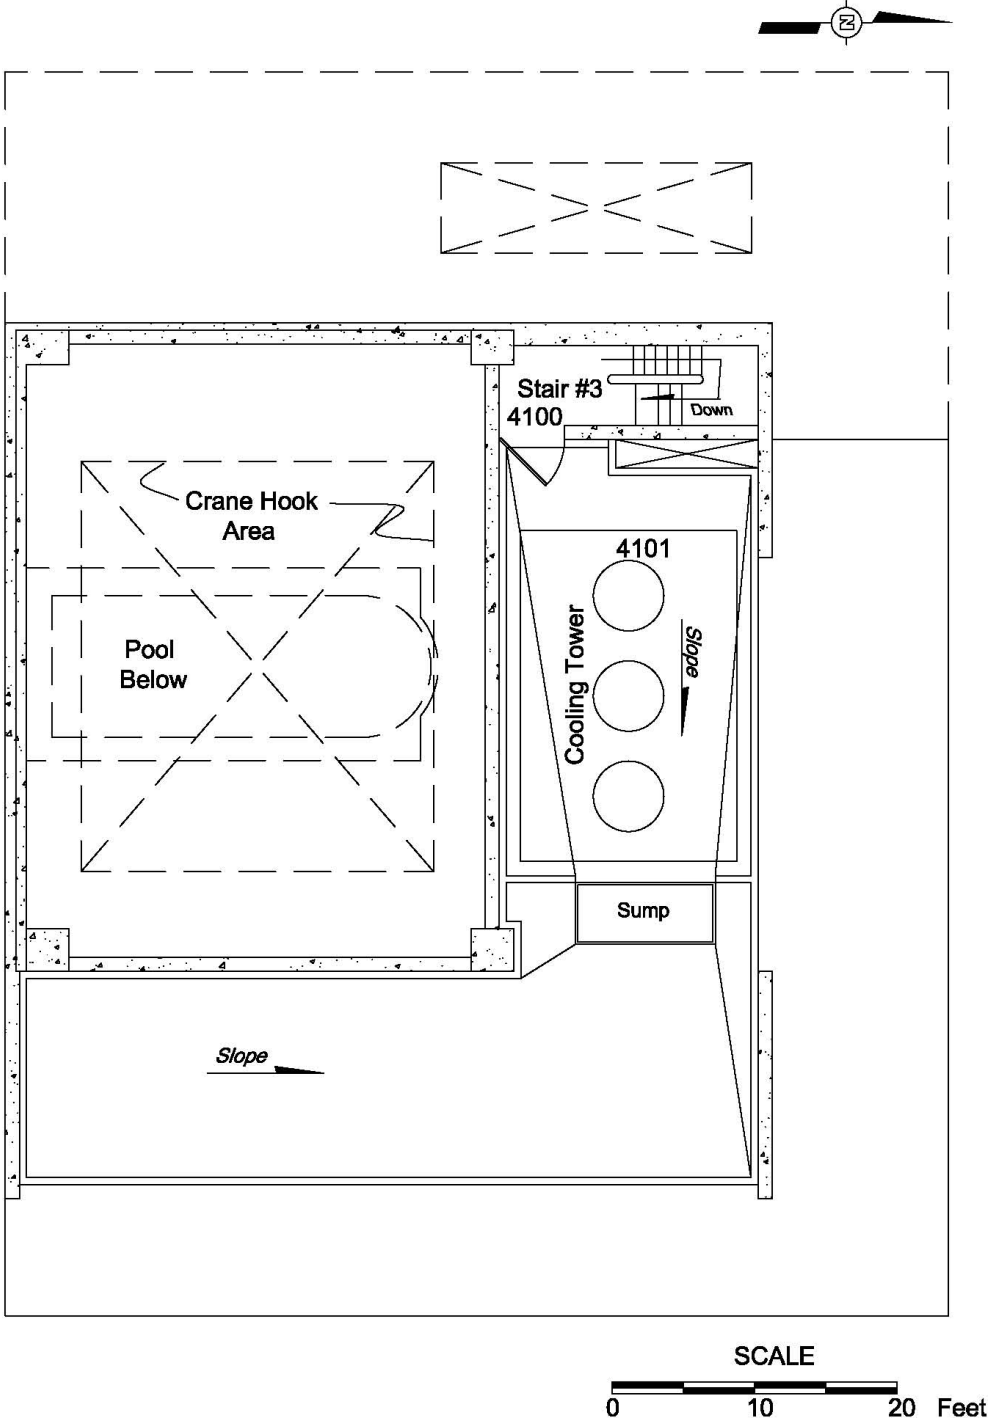 N
Stair #3
4100
Down
Crane Hook
Area
4101
Pool
Below
Cooling Tower
Slope
Sump
Slope
SCALE
0 10 20 Feet